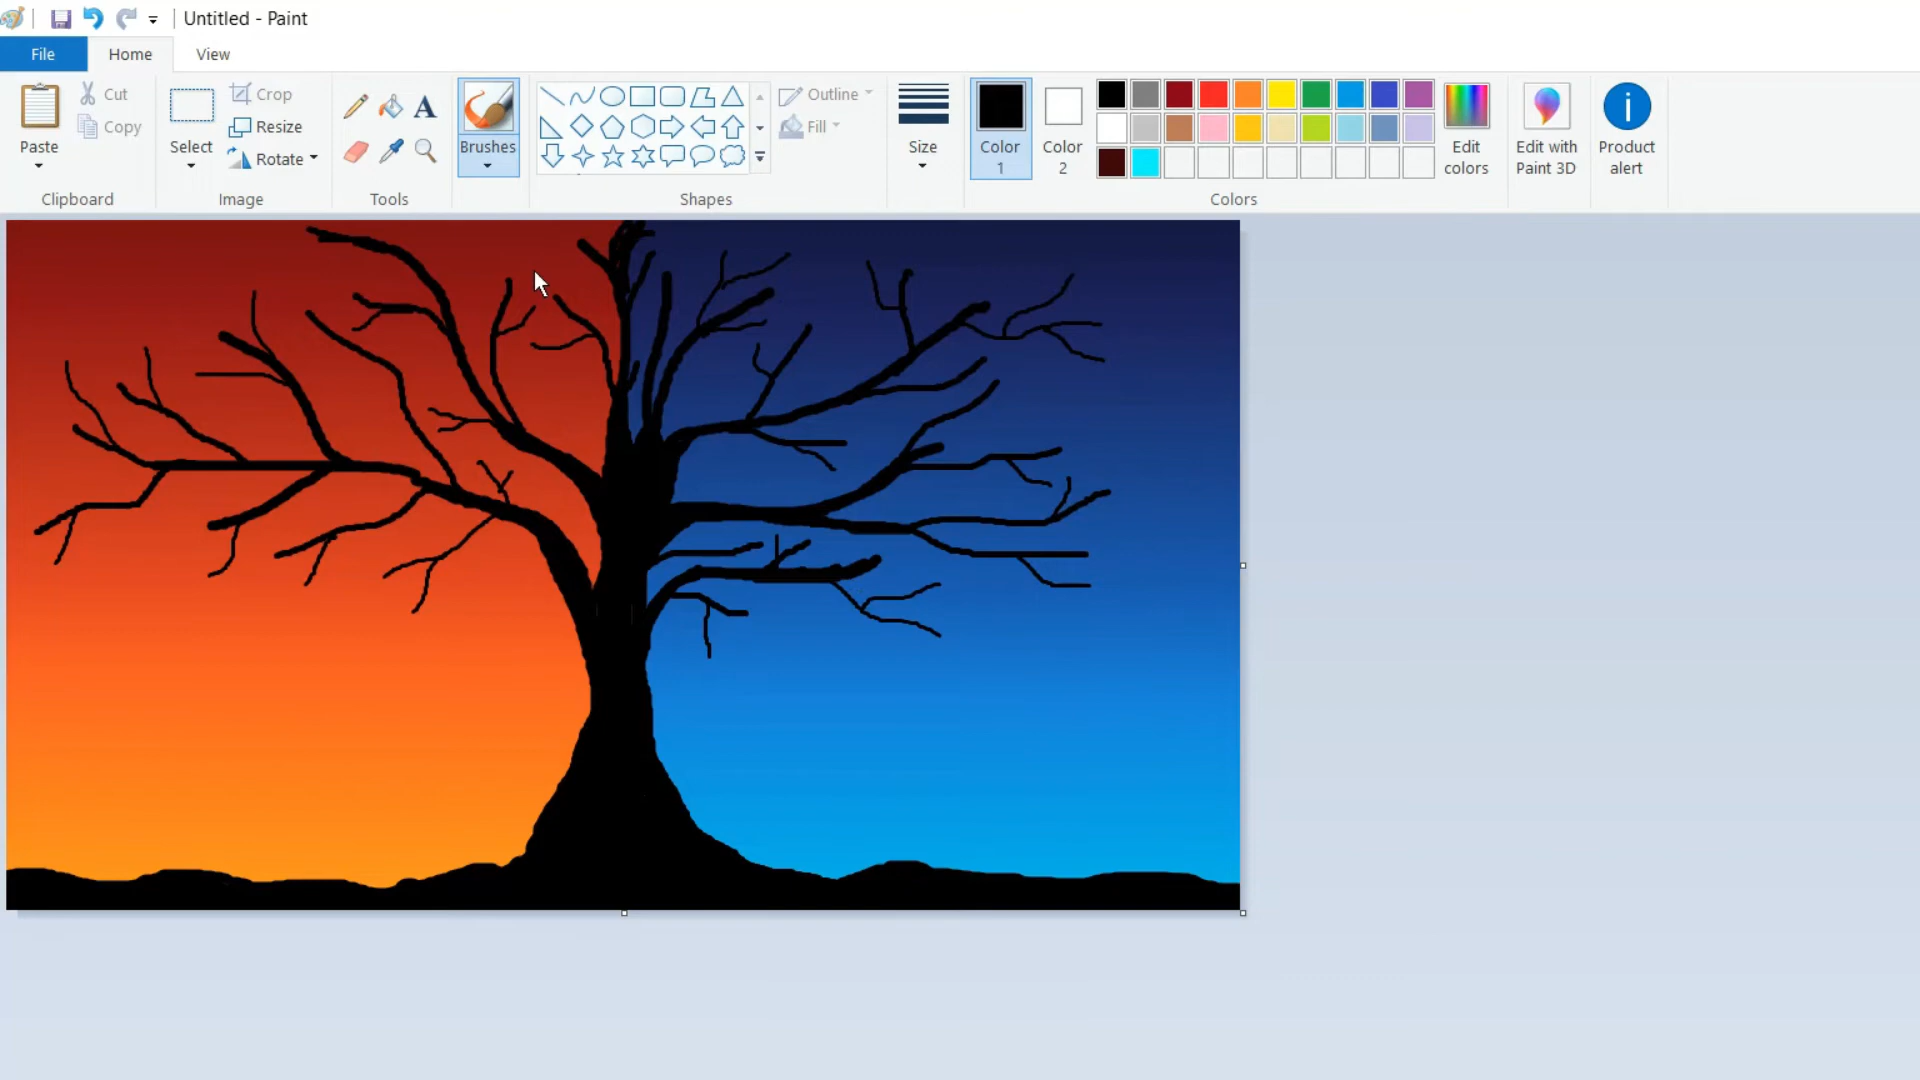 Untitled - Paint
File Home View
Paste
Cut
Copy
Clipboard
Select
Crop
Resize
Rotate
Image
Tools
Brushes
Shapes
Outline
Fill
Size
Color
1
Color
2
Edit
colors
Colors
Edit with
Paint 3D
Product
alert